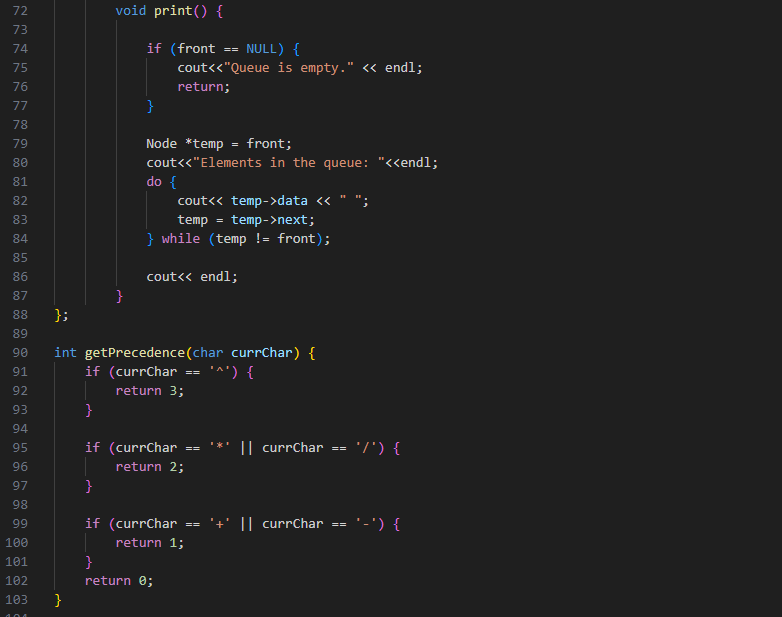 72 void print() {
73
74 if (front == NULL) {
75 cout<<"Queue is empty." << endl;
76 return;
77 }
78
79 Node *temp = front;
80 cout<<"Elements in the queue: "<<endl;
81 do {
82 cout<< temp->data << " ";
83 temp = temp->next;
84 } while (temp != front);
85
86 cout<< endl;
87 }
88 };
89
90 int getPrecedence(char currChar) {
91 if (currChar == '^') {
92 return 3;
93 }
94
95 if (currChar == '*' || currChar == '/') {
96 return 2;
97 }
98
99 if (currChar == '+' || currChar == '-') {
100 return 1;
101 }
102 return 0;
103 }